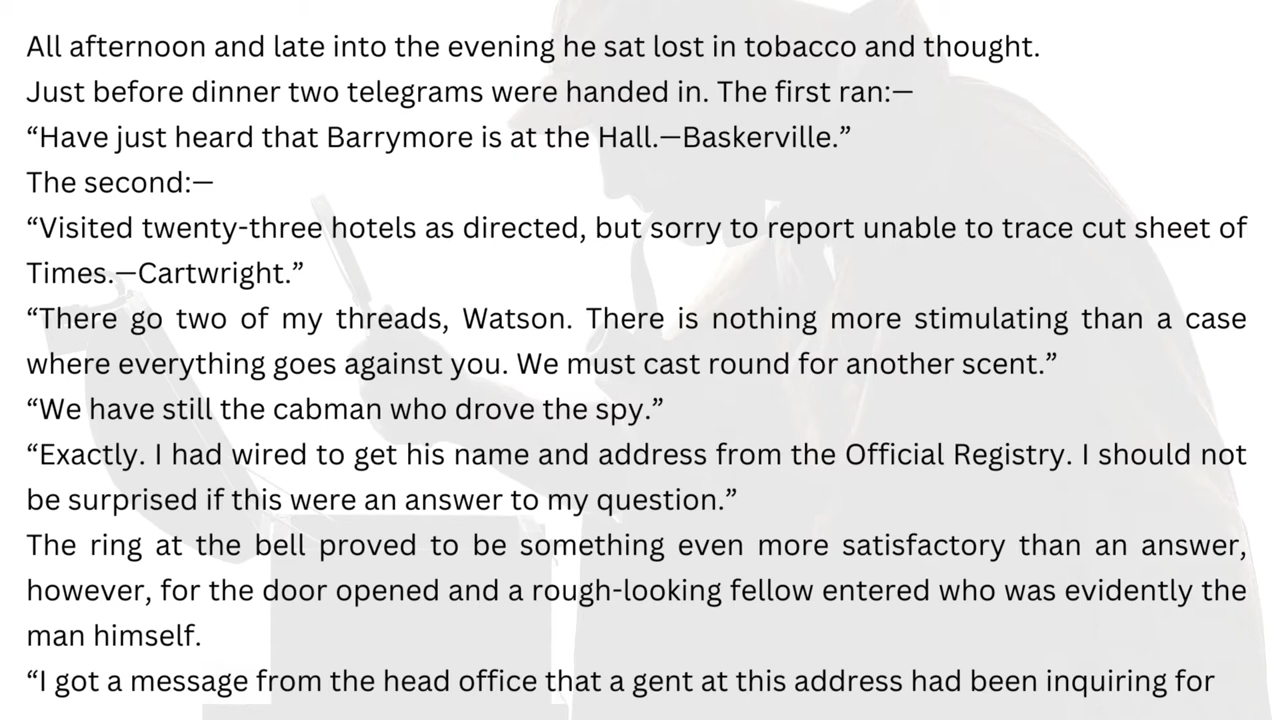 All afternoon and late into the evening he sat lost in tobacco and thought.
Just before dinner two telegrams were handed in. The first ran:—
“Have just heard that Barrymore is at the Hall.—Baskerville.”
The second:—
“Visited twenty-three hotels as directed, but sorry to report unable to trace cut sheet of
Times.—Cartwright.”
“There go two of my threads, Watson. There is nothing more stimulating than a case
where everything goes against you. We must cast round for another scent.”
“We have still the cabman who drove the spy.”
“Exactly. I had wired to get his name and address from the Official Registry. I should not
be surprised if this were an answer to my question.”
The ring at the bell proved to be something even more satisfactory than an answer,
however, for the door opened and a rough-looking fellow entered who was evidently the
man himself.
“I got a message from the head office that a gent at this address had been inquiring for